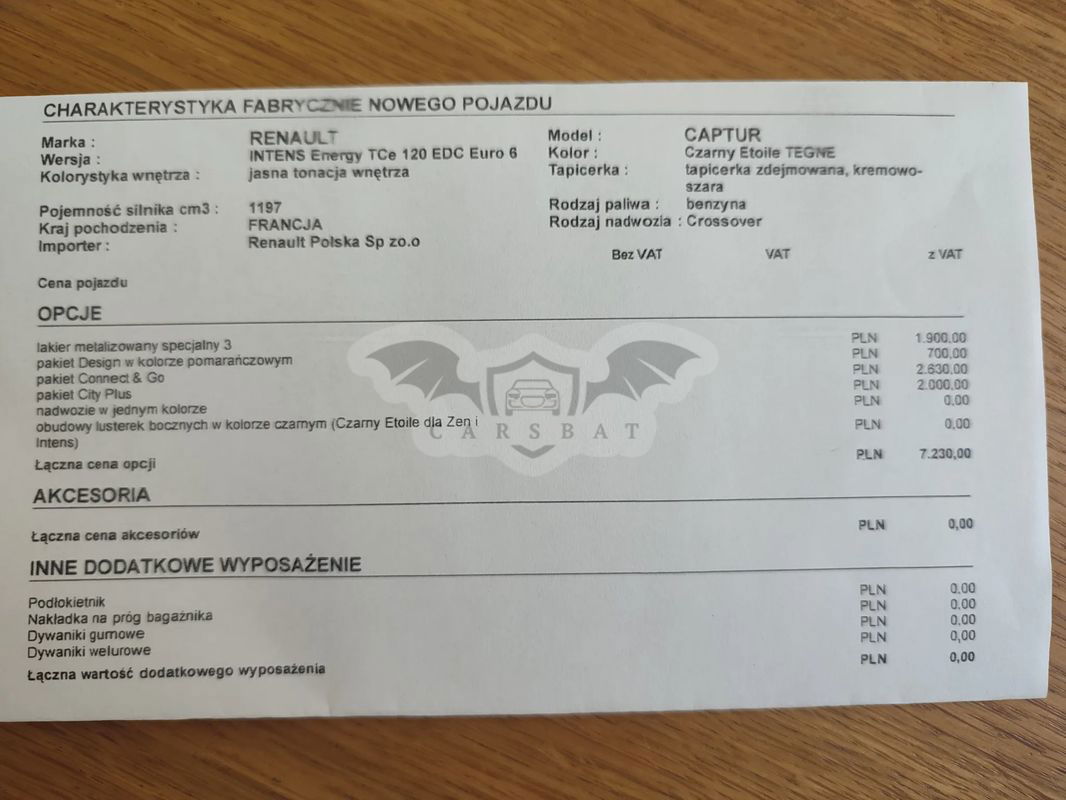 CHARAKTERYSTYKA FABRYCZNIE NOWEGO POJAZDU
Marka : RENAULT Model : CAPTUR
Wersja : INTENS Energy TCe 120 EDC Euro 6 Kolor : Czarny Etoile TEGNE
Kolorystyka wnętrza : jasna tonacja wnętrza Tapicerka : tapicerka zdejmowana, kremowo-
szara
Pojemność silnika cm3 : 1197 Rodzaj paliwa : benzyna
Kraj pochodzenia : FRANCJA Rodzaj nadwozia : Crossover
Importer : Renault Polska Sp zo.o
Bez VAT VAT z VAT
Cena pojazdu
OPCJE
lakier metalizowany specjalny 3 PLN 1.900,00
pakiet Design w kolorze pomarańczowym PLN 700,00
pakiet Connect & Go PLN 2.630,00
pakiet City Plus PLN 2.000,00
nadwozie w jednym kolorze PLN 0,00
obudowy lusterek bocznych w kolorze czarnym (Czarny Etoile dla Zen i PLN 0,00
Intens)
Łączna cena opcji PLN 7.230,00
CARSBAT
AKCESORIA
Łączna cena akcesoriów PLN 0,00
INNE DODATKOWE WYPOSAŻENIE
Podłokietnik PLN 0,00
Nakładka na próg bagażnika PLN 0,00
Dywaniki gumowe PLN 0,00
Dywaniki welurowe PLN 0,00
Łączna wartość dodatkowego wyposażenia PLN 0,00